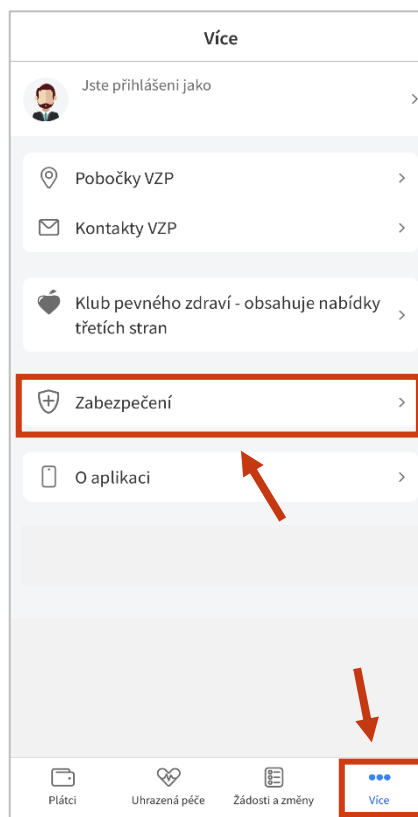 Více
Jste přihlášeni jako
Pobočky VZP
Kontakty VZP
Klub pevného zdraví - obsahuje nabídky
třetích stran
Zabezpečení
O aplikaci
Plátci
Uhrazená péče
Žádosti a změny
Více